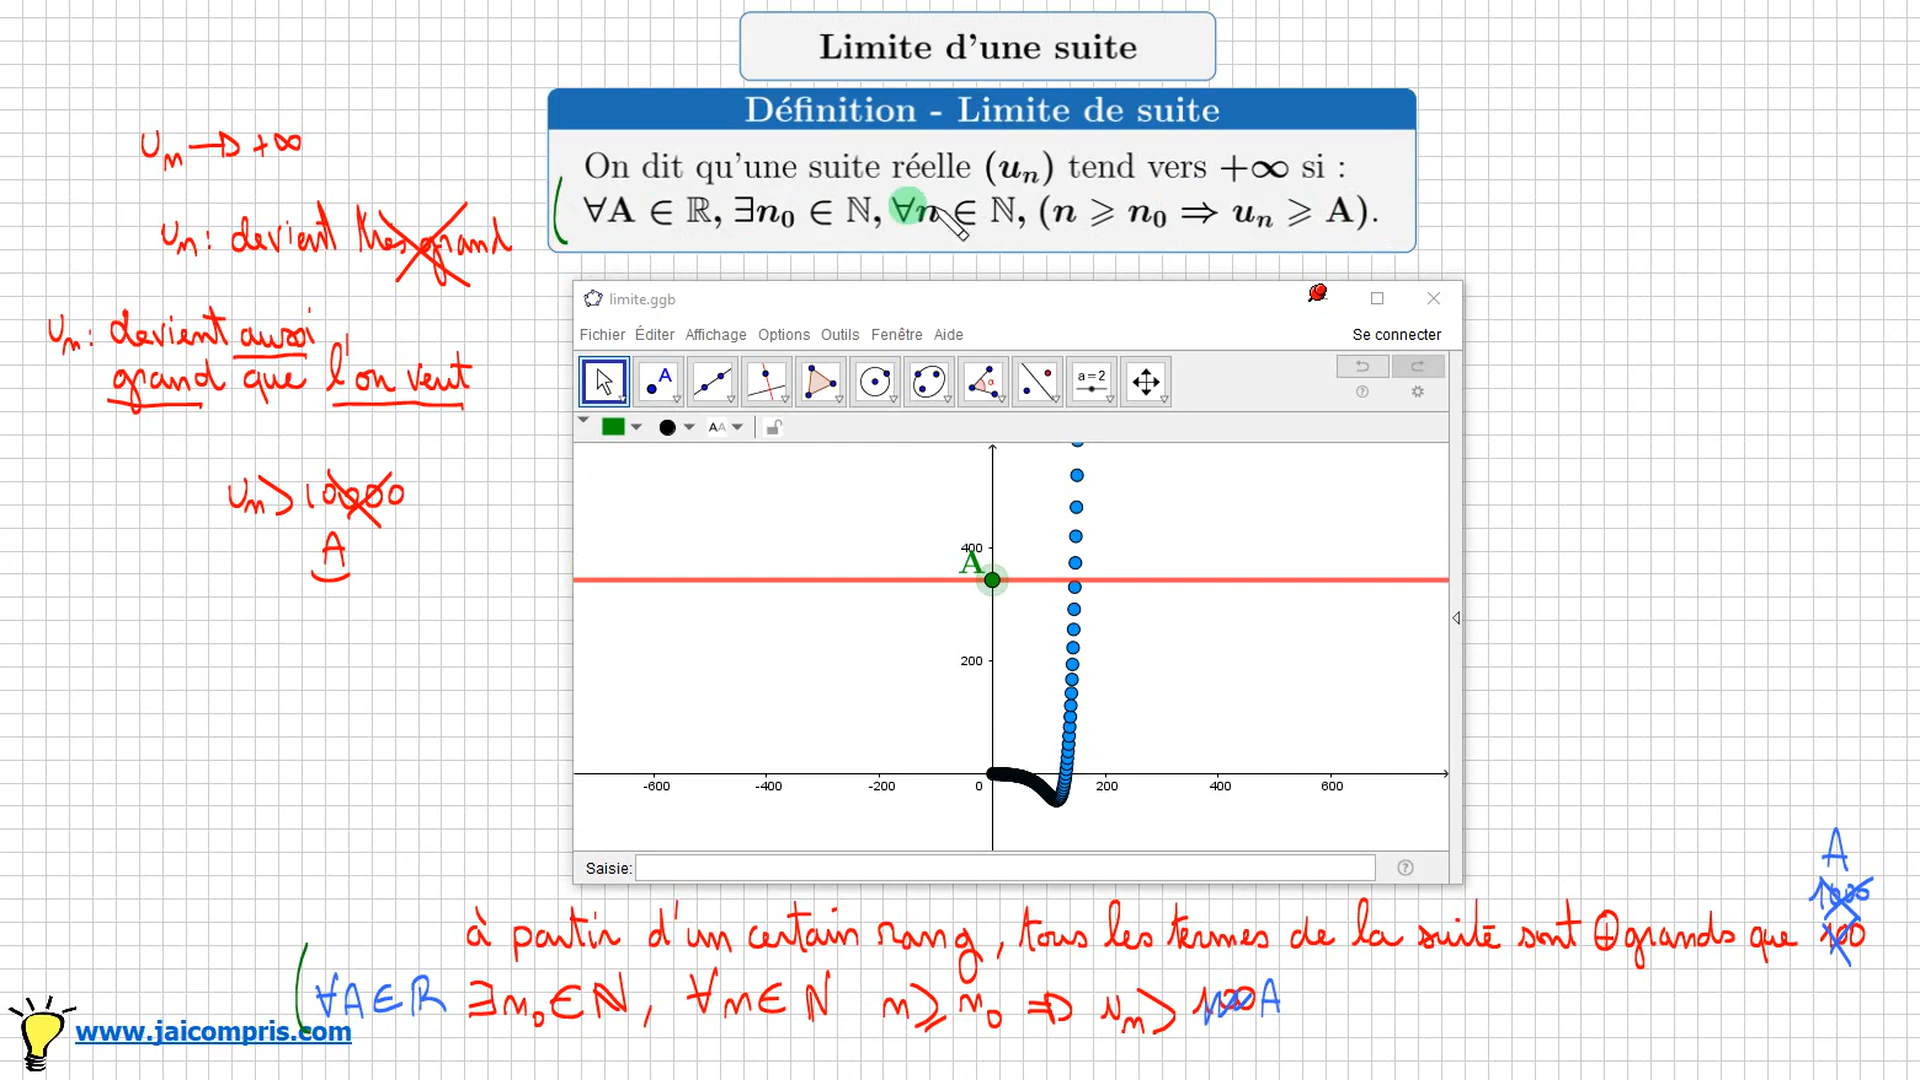 Limite d'une suite
Définition - Limite de suite
On dit qu'une suite réelle (uₙ) tend vers +∞ si :
∀A ∈ ℝ, ∃n₀ ∈ ℕ, ∀n ∈ ℕ, (n ⩾ n₀ ⇒ uₙ ⩾ A).
Uₙ → +∞
Uₙ : devient très grand
Uₙ : devient aussi
grand que l'on veut
Uₙ > 10000
A
limite.ggb
Fichier Éditer Affichage Options Outils Fenêtre Aide Se connecter
A
a=2
AA
400
A
200
-600 -400 -200 0 200 400 600
Saisie:
A
1000
à partir d'un certain rang, tous les termes de la suite sont ⊕ grands que 100
∀A∈R ∃n₀∈ℕ, ∀n∈ℕ n⩾n₀ ⇒ uₙ > 100 A
www.jaicompris.com